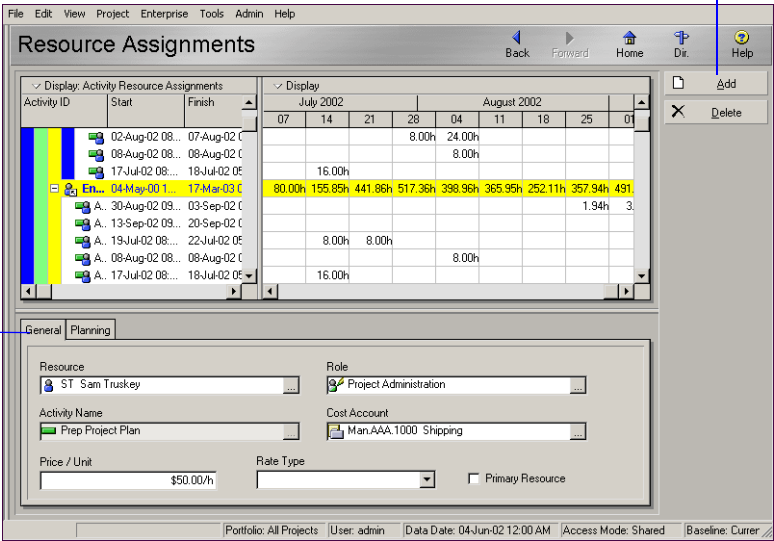 File Edit View Project Enterprise Tools Admin Help
Resource Assignments
Back Forward Home Dir. Help
Display: Activity Resource Assignments
Display
Activity ID Start Finish
July 2002 August 2002
07 14 21 28 04 11 18 25 01
02-Aug-02 08... 07-Aug-02 0 8.00h 24.00h
08-Aug-02 08... 08-Aug-02 0 8.00h
17-Jul-02 08:... 18-Jul-02 05 16.00h
En... 04-May-00 1... 17-Mar-03 0 80.00h 155.85h 441.86h 517.36h 398.96h 365.95h 252.11h 357.94h 491.
A.. 30-Aug-02 09... 03-Sep-02 0 1.94h 3.
A.. 13-Sep-02 09... 20-Sep-02 0
A.. 19-Jul-02 08:... 22-Jul-02 05 8.00h 8.00h
A.. 08-Aug-02 08... 08-Aug-02 0 8.00h
A.. 17-Jul-02 08:... 18-Jul-02 05 16.00h
Add
Delete
General Planning
Resource
ST Sam Truskey ...
Role
Project Administration ...
Activity Name
Prep Project Plan ...
Cost Account
Man.AAA.1000 Shipping ...
Price / Unit
$50.00/h
Rate Type
Primary Resource
Portfolio: All Projects User: admin Data Date: 04-Jun-02 12:00 AM Access Mode: Shared Baseline: Currer